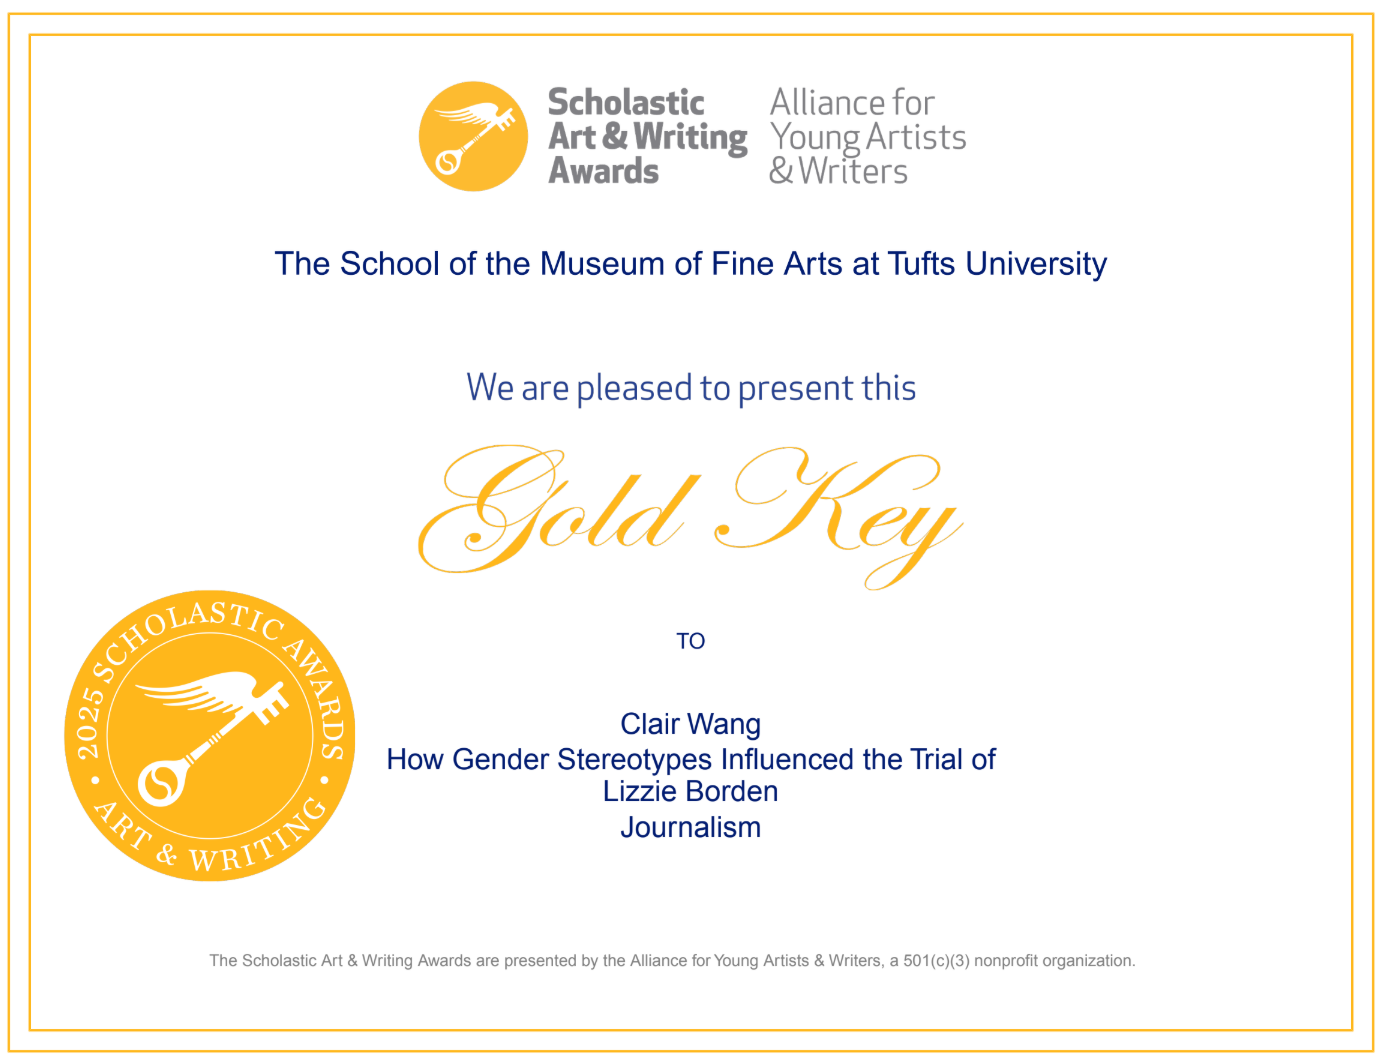 Scholastic
Art & Writing
Awards
Alliance for
Young Artists
& Writers
The School of the Museum of Fine Arts at Tufts University
We are pleased to present this
Gold Key
TO
2025 SCHOLASTIC AWARDS
• ART & WRITING •
Clair Wang
How Gender Stereotypes Influenced the Trial of
Lizzie Borden
Journalism
The Scholastic Art & Writing Awards are presented by the Alliance for Young Artists & Writers, a 501(c)(3) nonprofit organization.